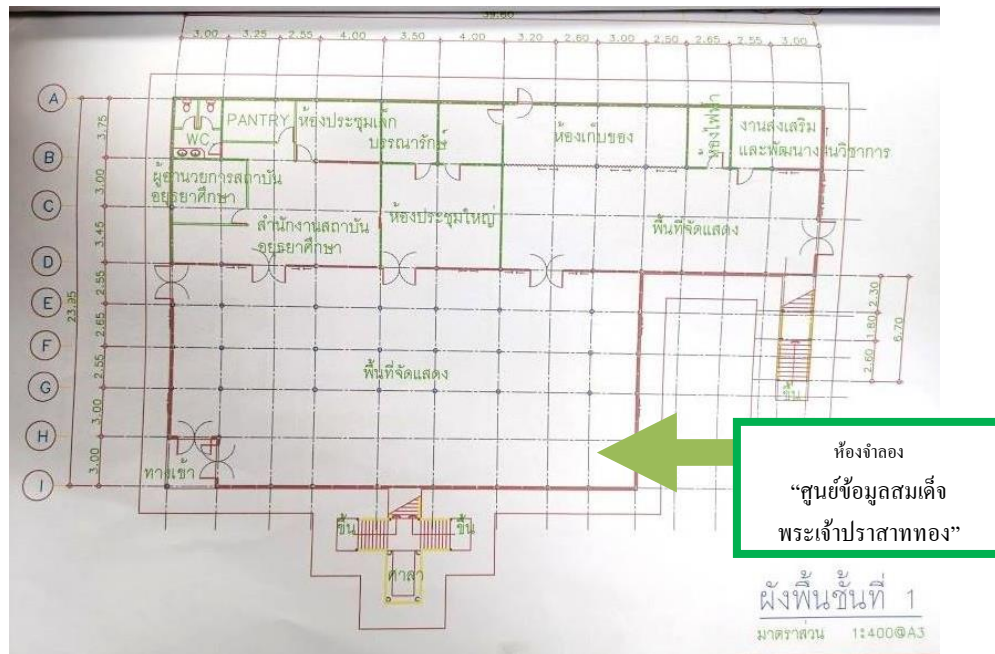 39.60
3.00 3.25 2.55 4.00 3.50 4.00 3.20 2.60 3.00 2.50 2.65 2.55 3.00
A
B
C
D
E
F
G
H
I
3.75
3.00
3.45
2.55
2.65
2.55
3.00
3.00
23.95
WC
PANTRY
ห้องประชุมเล็ก
บรรณารักษ์
ห้องเก็บของ
ห้องไฟฟ้า
งานส่งเสริม
และพัฒนางานวิชาการ
ผู้อำนวยการสถาบัน
อยุธยาศึกษา
สำนักงานสถาบัน
อยุธยาศึกษา
ห้องประชุมใหญ่
พื้นที่จัดแสดง
2.30
1.80
2.60
6.70
ขึ้น
พื้นที่จัดแสดง
ทางเข้า
ขึ้น
ขึ้น
ศาลา
ห้องจำลอง
“ศูนย์ข้อมูลสมเด็จ
พระเจ้าปราสาททอง”
ผังพื้นชั้นที่ 1
มาตราส่วน 1:400@A3